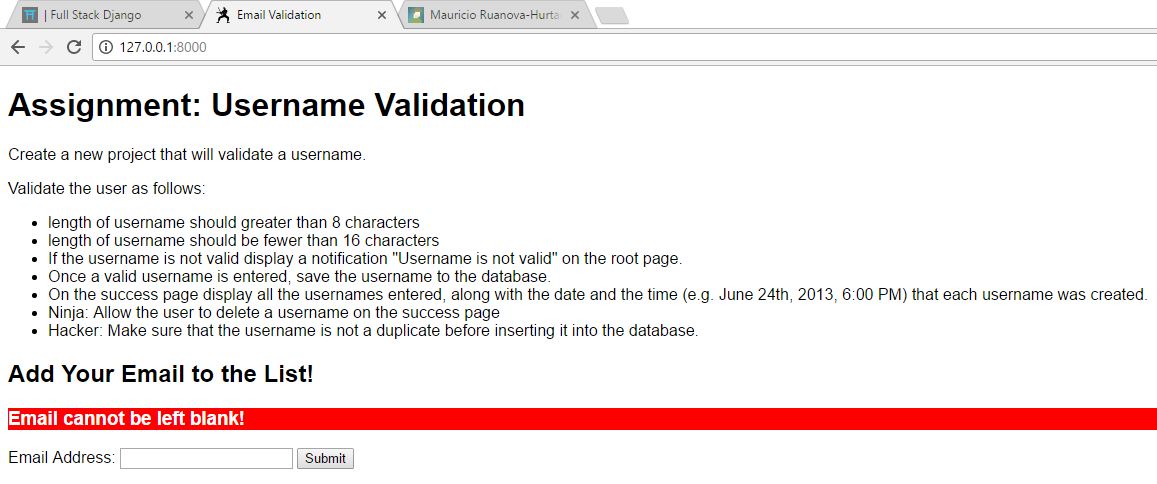 | Full Stack Django
Email Validation
Mauricio Ruanova-Hurta
127.0.0.1:8000
Assignment: Username Validation
Create a new project that will validate a username.
Validate the user as follows:
length of username should greater than 8 characters
length of username should be fewer than 16 characters
If the username is not valid display a notification "Username is not valid" on the root page.
Once a valid username is entered, save the username to the database.
On the success page display all the usernames entered, along with the date and the time (e.g. June 24th, 2013, 6:00 PM) that each username was created.
Ninja: Allow the user to delete a username on the success page
Hacker: Make sure that the username is not a duplicate before inserting it into the database.
Add Your Email to the List!
Email cannot be left blank!
Email Address: Submit